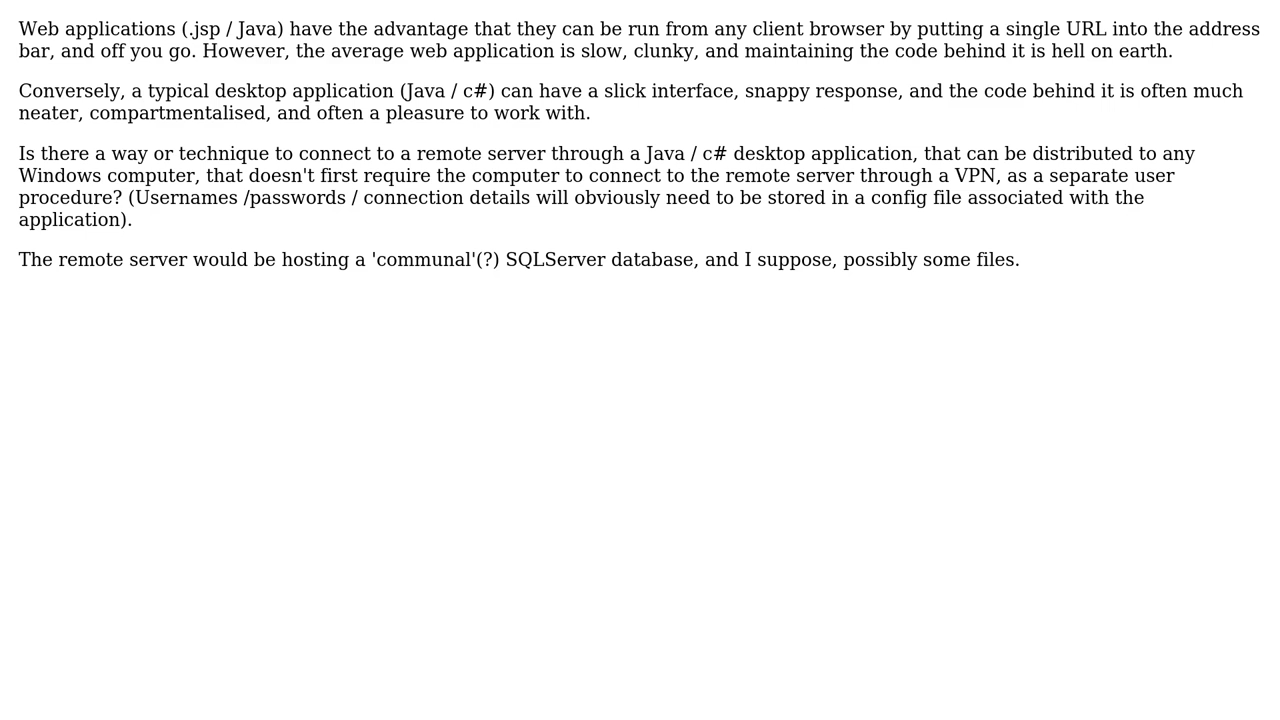 Web applications (.jsp / Java) have the advantage that they can be run from any client browser by putting a single URL into the address
bar, and off you go. However, the average web application is slow, clunky, and maintaining the code behind it is hell on earth.
Conversely, a typical desktop application (Java / c#) can have a slick interface, snappy response, and the code behind it is often much
neater, compartmentalised, and often a pleasure to work with.
Is there a way or technique to connect to a remote server through a Java / c# desktop application, that can be distributed to any
Windows computer, that doesn't first require the computer to connect to the remote server through a VPN, as a separate user
procedure? (Usernames /passwords / connection details will obviously need to be stored in a config file associated with the
application).
The remote server would be hosting a 'communal'(?) SQLServer database, and I suppose, possibly some files.